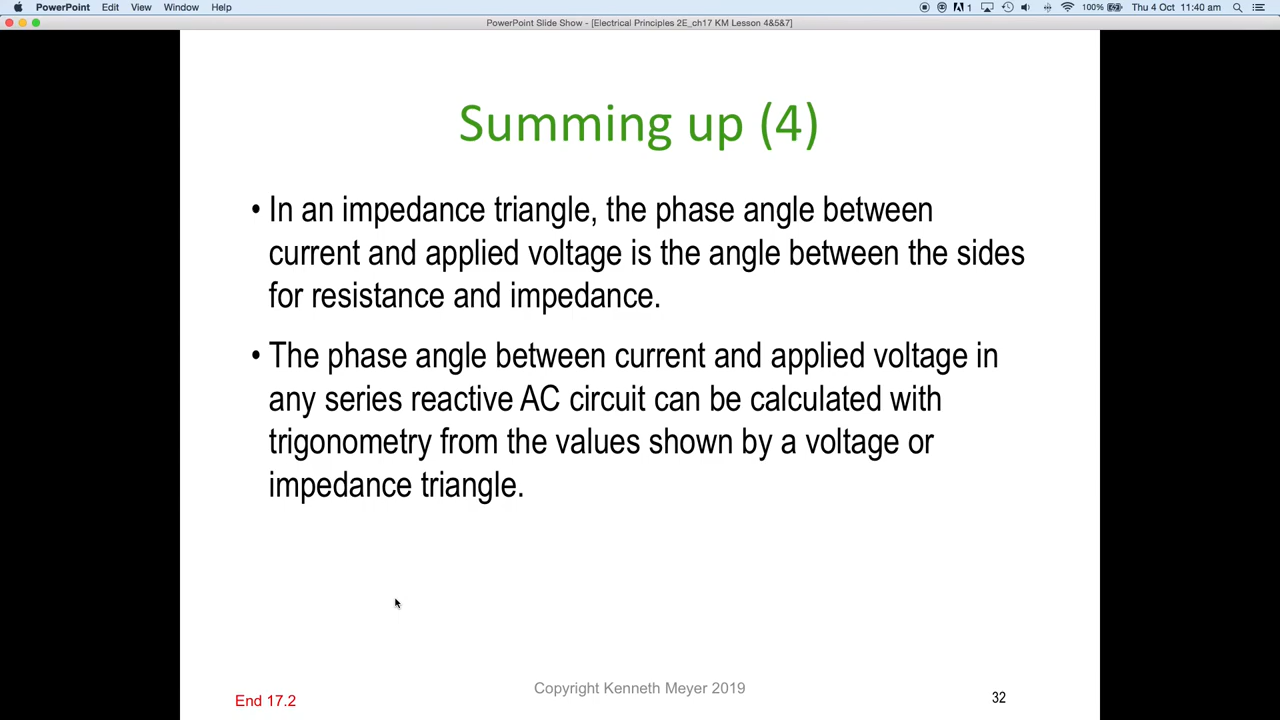 PowerPoint Edit View Window Help 1 100% Thu 4 Oct 11:40 am
PowerPoint Slide Show - [Electrical Principles 2E_ch17 KM Lesson 4&5&7]
Summing up (4)
• In an impedance triangle, the phase angle between
current and applied voltage is the angle between the sides
for resistance and impedance.
• The phase angle between current and applied voltage in
any series reactive AC circuit can be calculated with
trigonometry from the values shown by a voltage or
impedance triangle.
Copyright Kenneth Meyer 2019
End 17.2
32